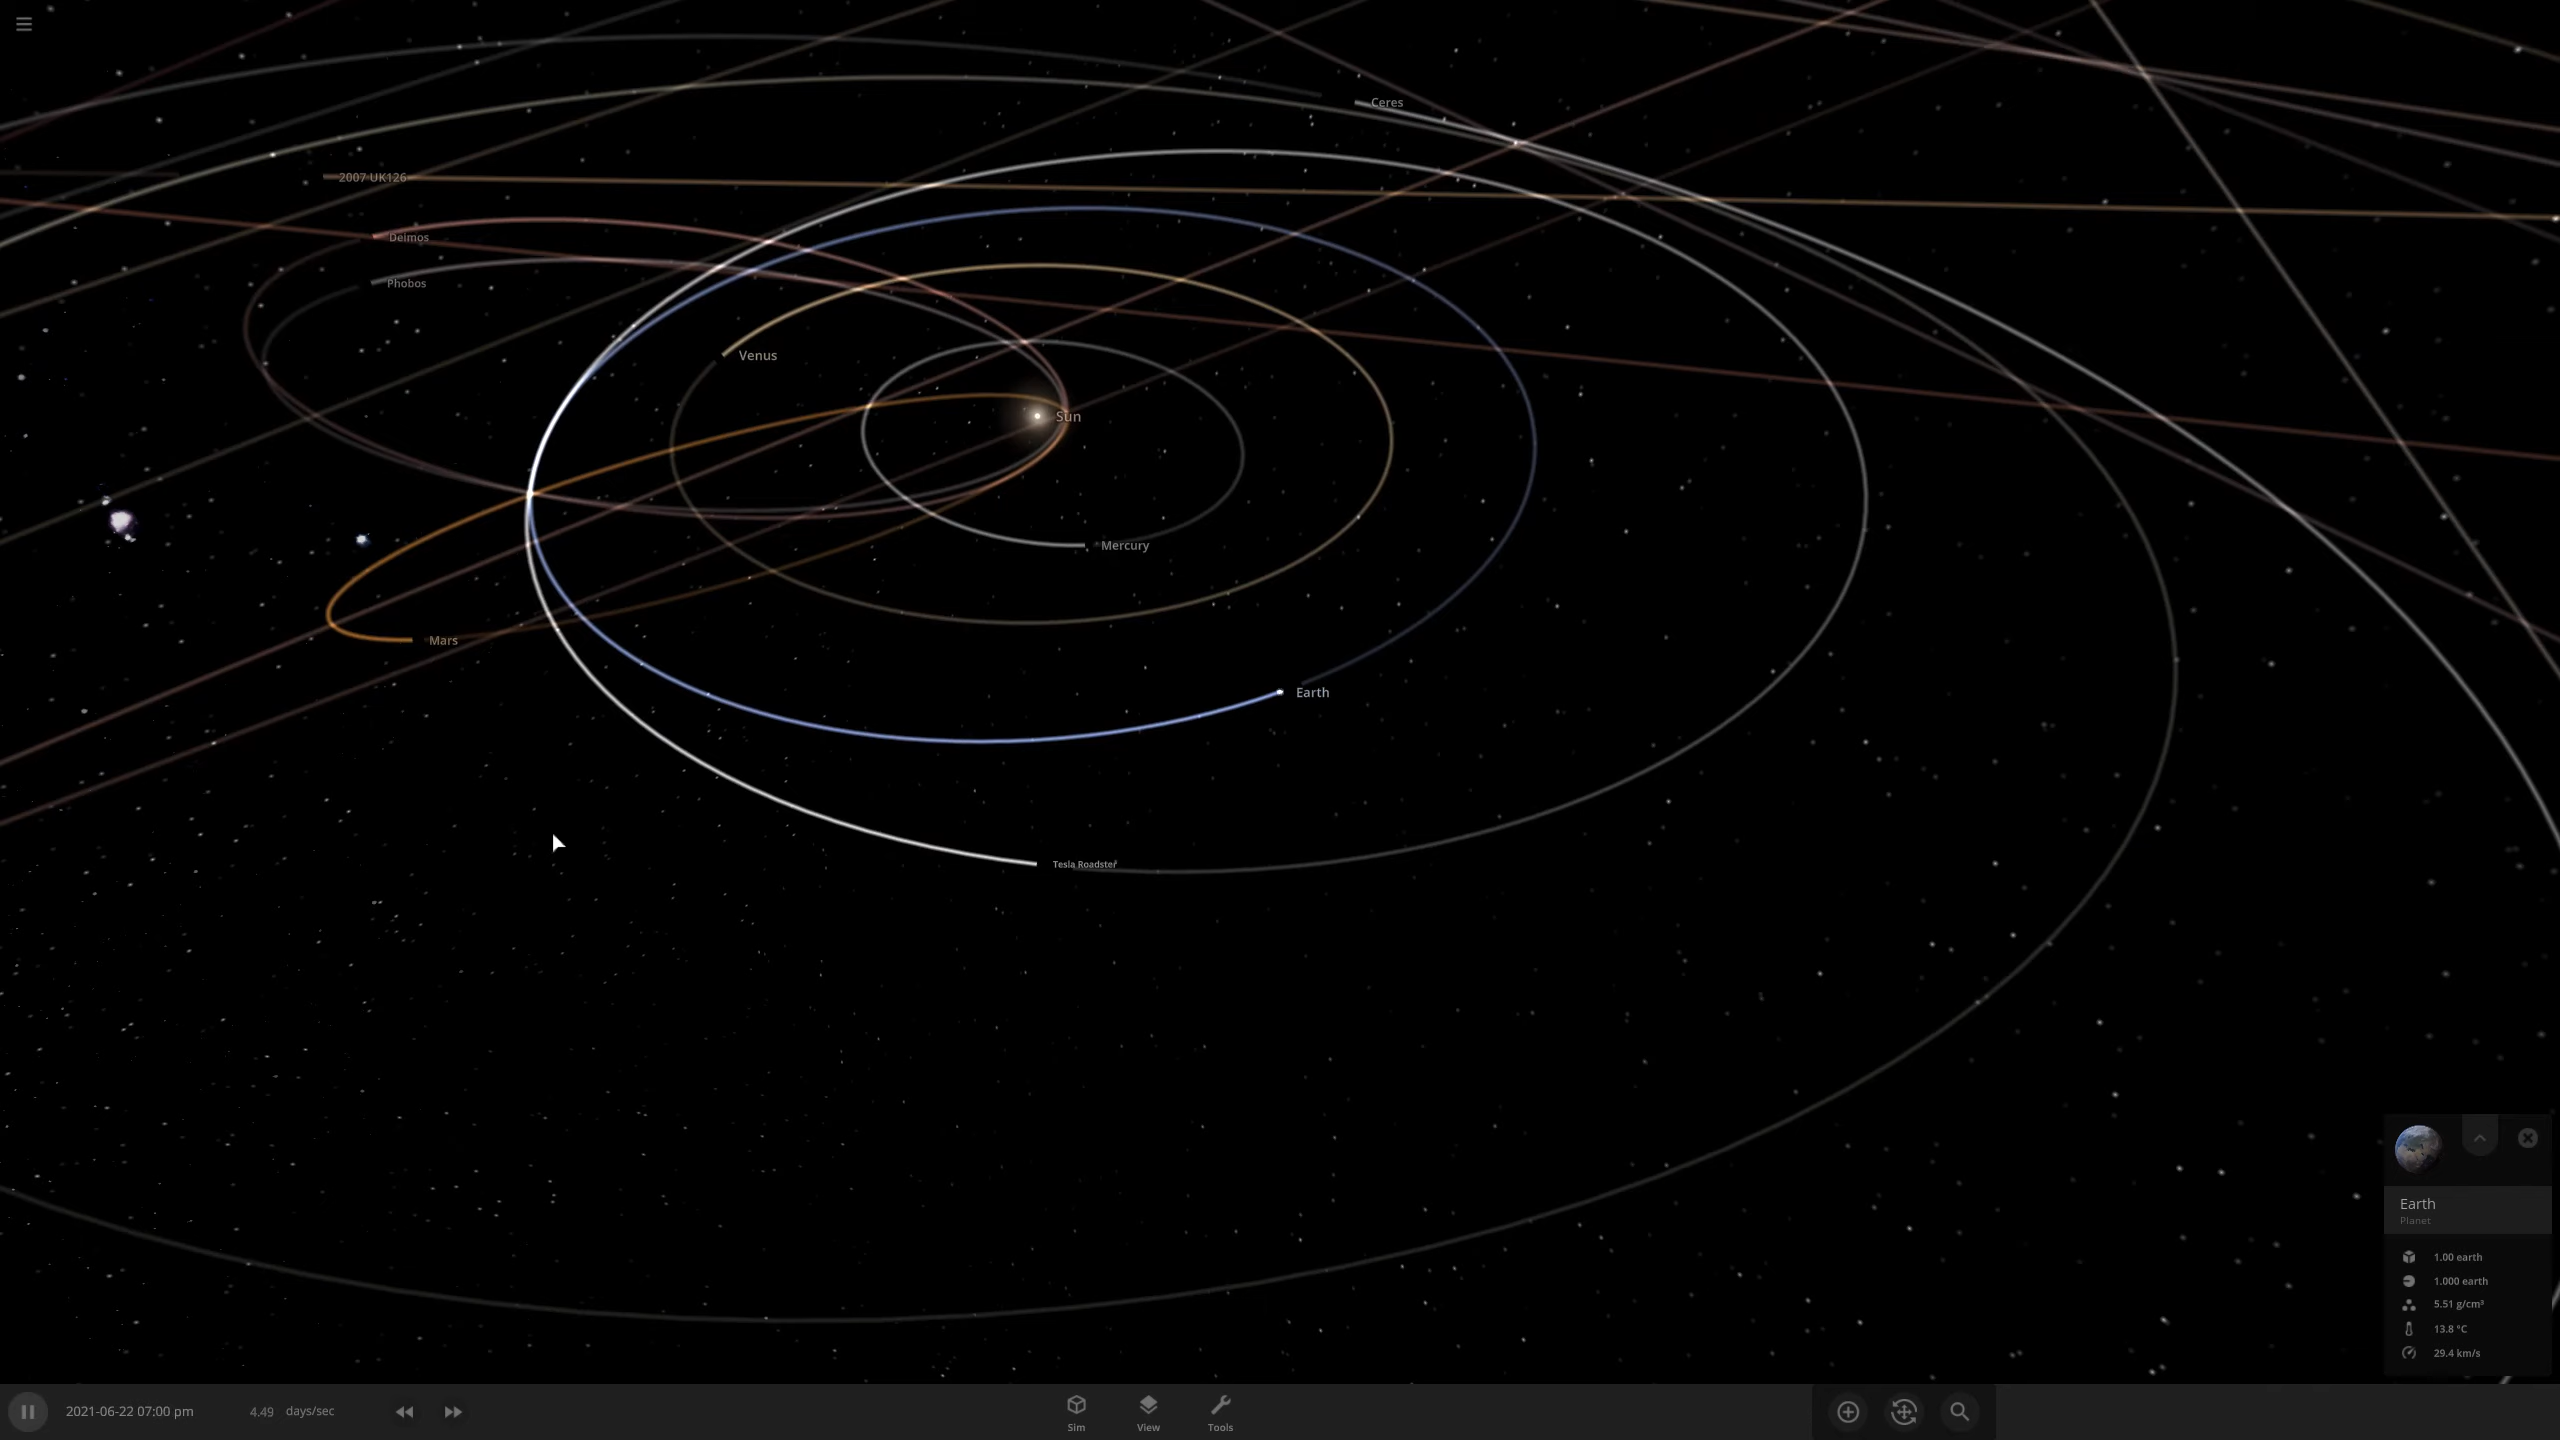 Ceres
2007 UK126
Deimos
Phobos
Venus
Sun
Mercury
Mars
Earth
Tesla Roadster
Earth
Planet
1.00 earth
1.000 earth
5.51 g/cm³
13.8 °C
29.4 km/s
2021-06-22 07:00 pm 4.49 days/sec
Sim View Tools